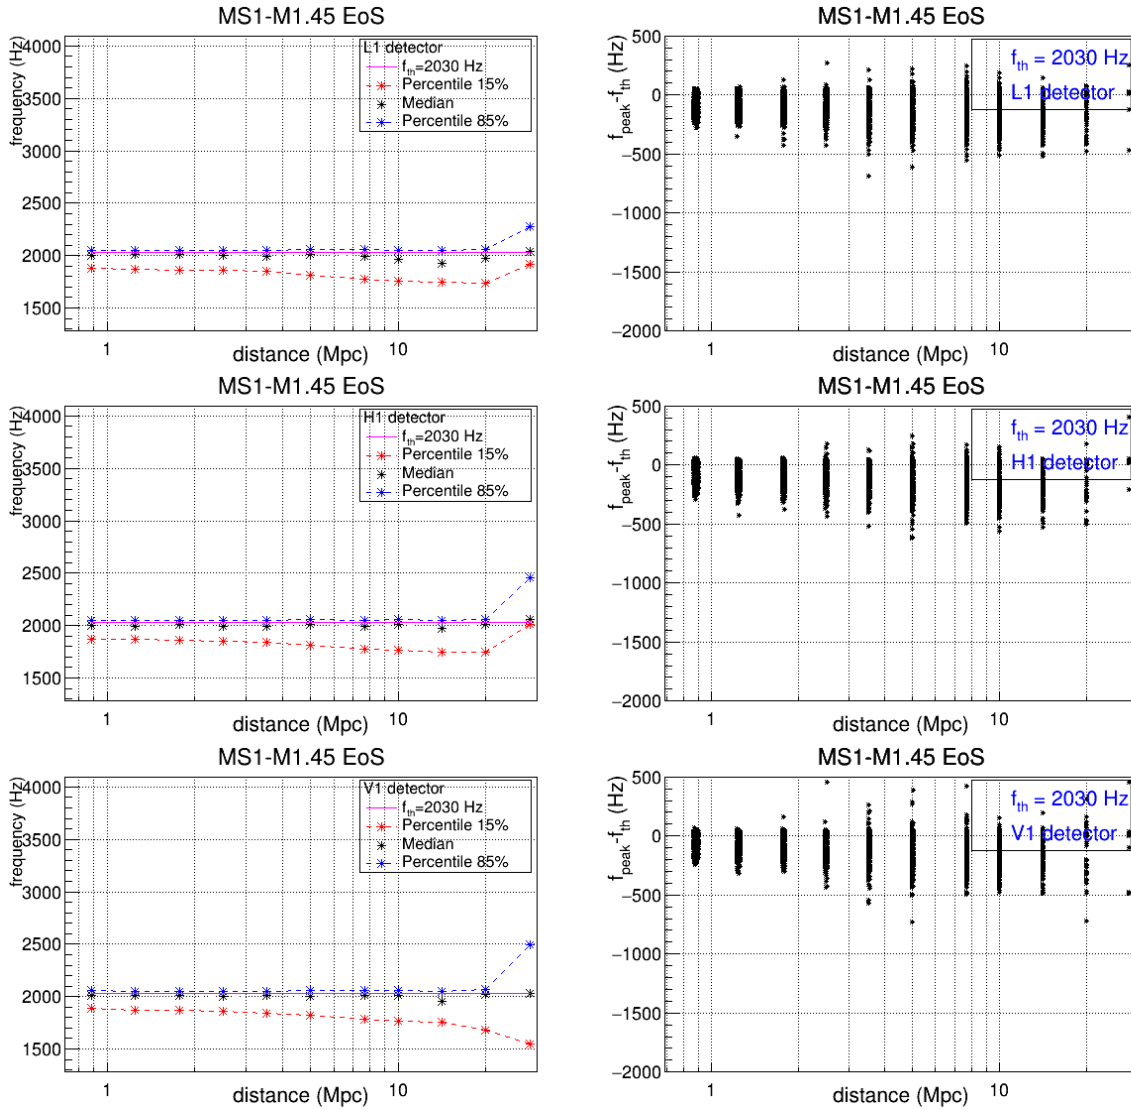 MS1-M1.45 EoS
frequency (Hz)
4000
3500
3000
2500
2000
1500
L1 detector
f_th=2030 Hz
Percentile 15%
Median
Percentile 85%
1
10
distance (Mpc)
MS1-M1.45 EoS
f_peak-f_th (Hz)
500
0
−500
−1000
−1500
−2000
f_th = 2030 Hz
L1 detector
1
10
distance (Mpc)
MS1-M1.45 EoS
frequency (Hz)
4000
3500
3000
2500
2000
1500
H1 detector
f_th=2030 Hz
Percentile 15%
Median
Percentile 85%
1
10
distance (Mpc)
MS1-M1.45 EoS
f_peak-f_th (Hz)
500
0
−500
−1000
−1500
−2000
f_th = 2030 Hz
H1 detector
1
10
distance (Mpc)
MS1-M1.45 EoS
frequency (Hz)
4000
3500
3000
2500
2000
1500
V1 detector
f_th=2030 Hz
Percentile 15%
Median
Percentile 85%
1
10
distance (Mpc)
MS1-M1.45 EoS
f_peak-f_th (Hz)
500
0
−500
−1000
−1500
−2000
f_th = 2030 Hz
V1 detector
1
10
distance (Mpc)